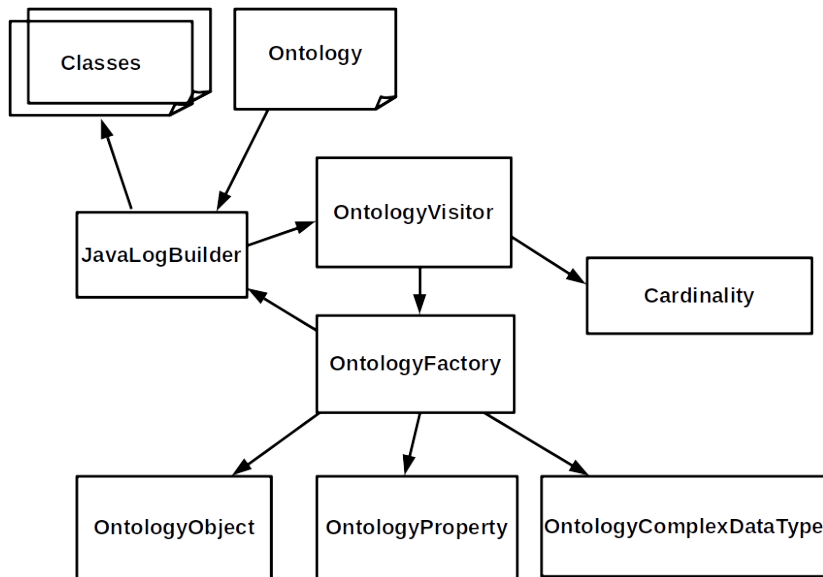 Classes
Ontology
OntologyVisitor
JavaLogBuilder
Cardinality
OntologyFactory
OntologyObject
OntologyProperty
OntologyComplexDataType